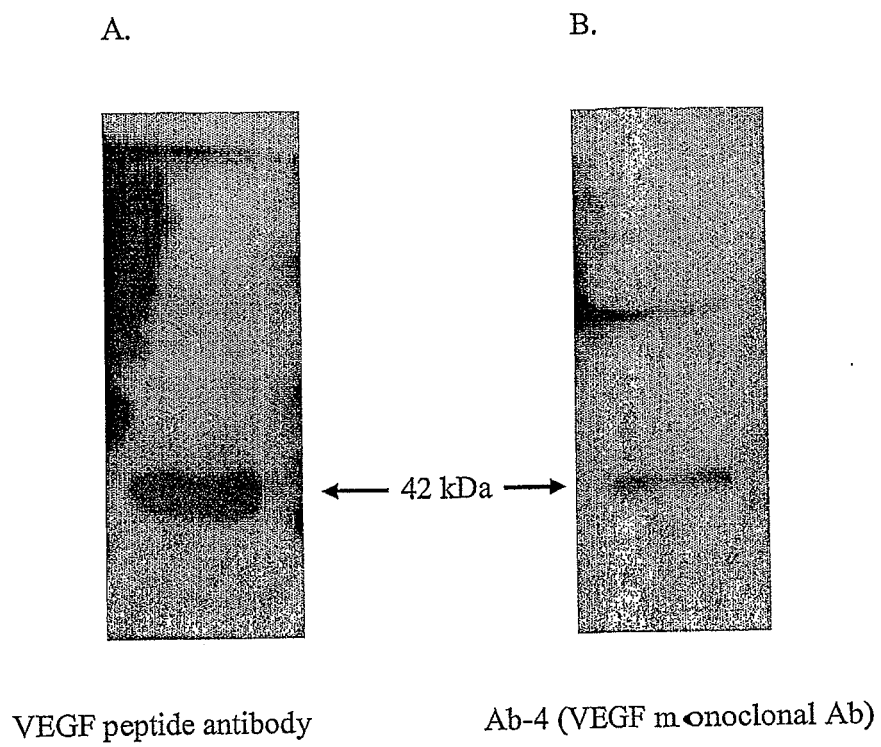 A.
B.
42 kDa
VEGF peptide antibody
Ab-4 (VEGF monoclonal Ab)